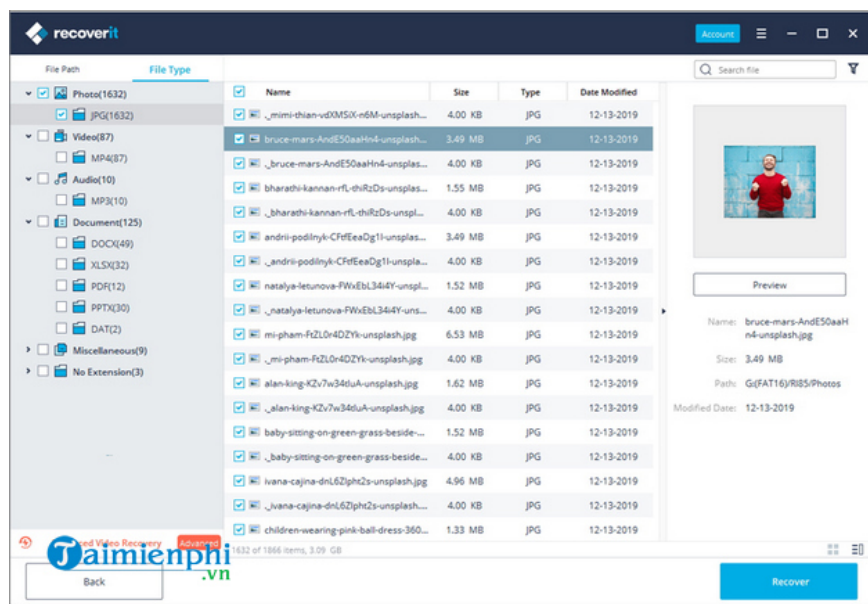 recoverit
Account
File Path
File Type
Search file
Photo(1632)
JPG(1632)
Video(87)
MP4(87)
Audio(10)
MP3(10)
Document(125)
DOCX(49)
XLSX(32)
PDF(12)
PPTX(30)
DAT(2)
Miscellaneous(9)
No Extension(3)
Name Size Type Date Modified
._mimi-thian-vdXMSiX-n6M-unsplash... 4.00 KB JPG 12-13-2019
bruce-mars-AndE50aaHn4-unsplash... 3.49 MB JPG 12-13-2019
._bruce-mars-AndE50aaHn4-unsplas... 4.00 KB JPG 12-13-2019
bharathi-kannan-rfL-thiRzDs-unsplas... 1.55 MB JPG 12-13-2019
._bharathi-kannan-rfL-thiRzDs-unspl... 4.00 KB JPG 12-13-2019
andrii-podilnyk-CFtfEeaDg1I-unsplas... 3.49 MB JPG 12-13-2019
._andrii-podilnyk-CFtfEeaDg1I-unspla... 4.00 KB JPG 12-13-2019
natalya-letunova-FWxEbL34i4Y-unspl... 1.52 MB JPG 12-13-2019
._natalya-letunova-FWxEbL34i4Y-uns... 4.00 KB JPG 12-13-2019
mi-pham-FtZL0r4DZYk-unsplash.jpg 6.53 MB JPG 12-13-2019
._mi-pham-FtZL0r4DZYk-unsplash.jpg 4.00 KB JPG 12-13-2019
alan-king-KZv7w34tluA-unsplash.jpg 1.62 MB JPG 12-13-2019
._alan-king-KZv7w34tluA-unsplash.jpg 4.00 KB JPG 12-13-2019
baby-sitting-on-green-grass-beside-... 1.52 MB JPG 12-13-2019
._baby-sitting-on-green-grass-beside... 4.00 KB JPG 12-13-2019
ivana-cajina-dnL6ZIpht2s-unsplash.jpg 4.96 MB JPG 12-13-2019
._ivana-cajina-dnL6ZIpht2s-unsplash.... 4.00 KB JPG 12-13-2019
children-wearing-pink-ball-dress-360... 1.33 MB JPG 12-13-2019
Preview
Name: bruce-mars-AndE50aaH
n4-unsplash.jpg
Size: 3.49 MB
Path: G:(FAT16)/RI85/Photos
Modified Date: 12-13-2019
Video Recovery
Advanced
1632 of 1866 items, 3.09 GB
Taimienphi
.vn
Back
Recover